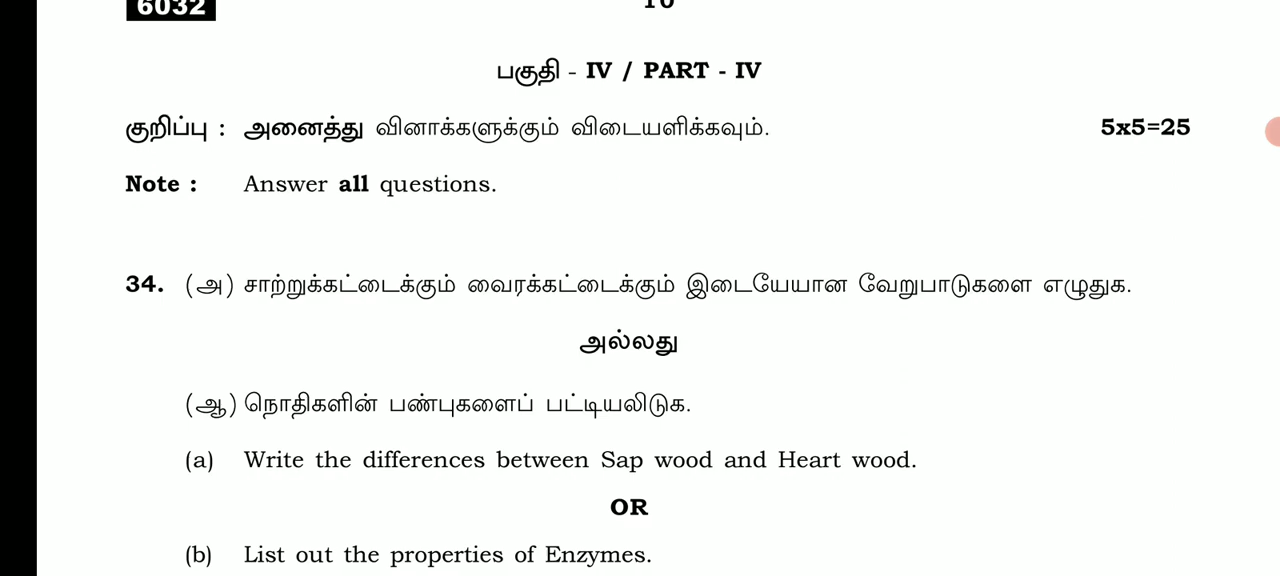 6032
10
பகுதி - IV / PART - IV
குறிப்பு : அனைத்து வினாக்களுக்கும் விடையளிக்கவும். 5x5=25
Note : Answer all questions.
34. (அ) சாற்றுக்கட்டைக்கும் வைரக்கட்டைக்கும் இடையேயான வேறுபாடுகளை எழுதுக.
அல்லது
(ஆ) நொதிகளின் பண்புகளைப் பட்டியலிடுக.
(a) Write the differences between Sap wood and Heart wood.
OR
(b) List out the properties of Enzymes.